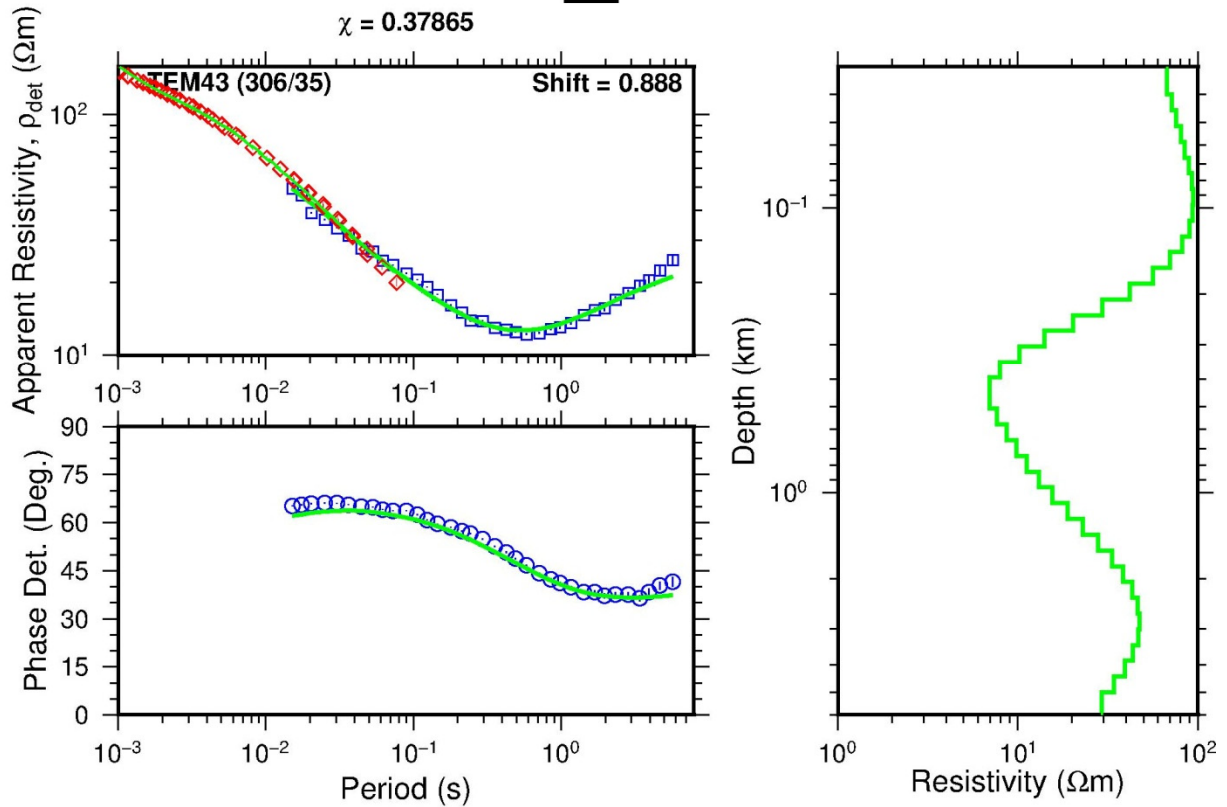 χ = 0.37865
Apparent Resistivity, ρdet (Ωm)
TEM43 (306/35)
Shift = 0.888
10²
10¹
10⁻³ 10⁻² 10⁻¹ 10⁰
Phase Det. (Deg.)
90
75
60
45
30
15
0
10⁻³ 10⁻² 10⁻¹ 10⁰
Period (s)
Depth (km)
10⁻¹
10⁰
10⁰ 10¹ 10²
Resistivity (Ωm)